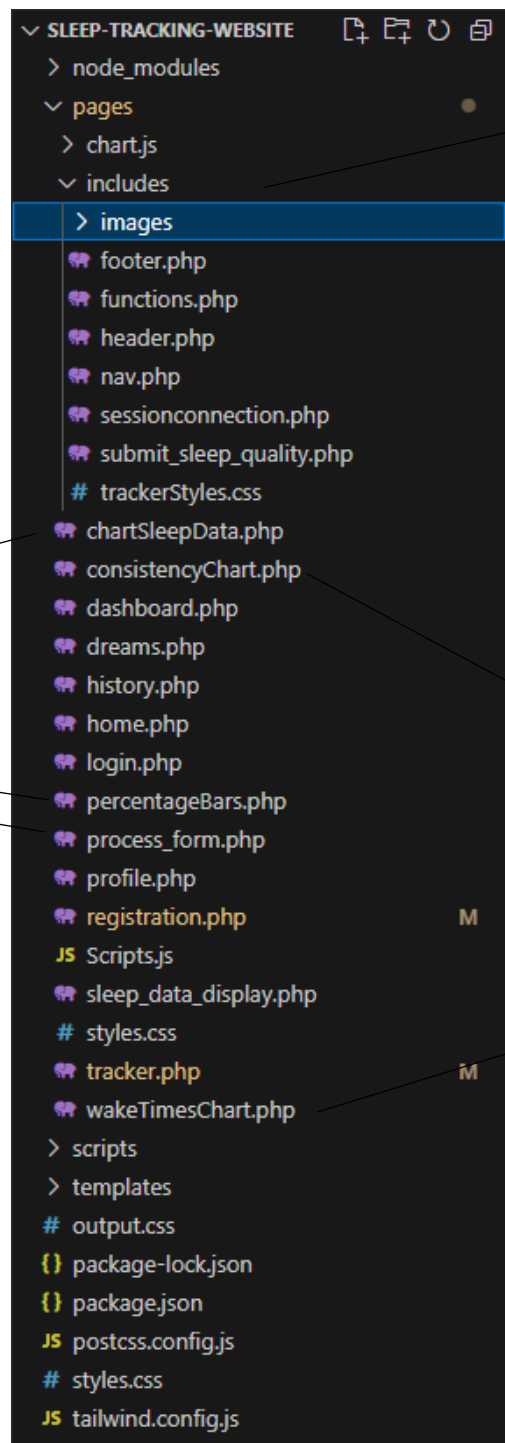 SLEEP-TRACKING-WEBSITE
node_modules
pages
chart.js
includes
images
footer.php
functions.php
header.php
nav.php
sessionconnection.php
submit_sleep_quality.php
# trackerStyles.css
chartSleepData.php
consistencyChart.php
dashboard.php
dreams.php
history.php
home.php
login.php
percentageBars.php
process_form.php
profile.php
registration.php M
JS Scripts.js
sleep_data_display.php
# styles.css
tracker.php M
wakeTimesChart.php
scripts
templates
# output.css
{} package-lock.json
{} package.json
JS postcss.config.js
# styles.css
JS tailwind.config.js